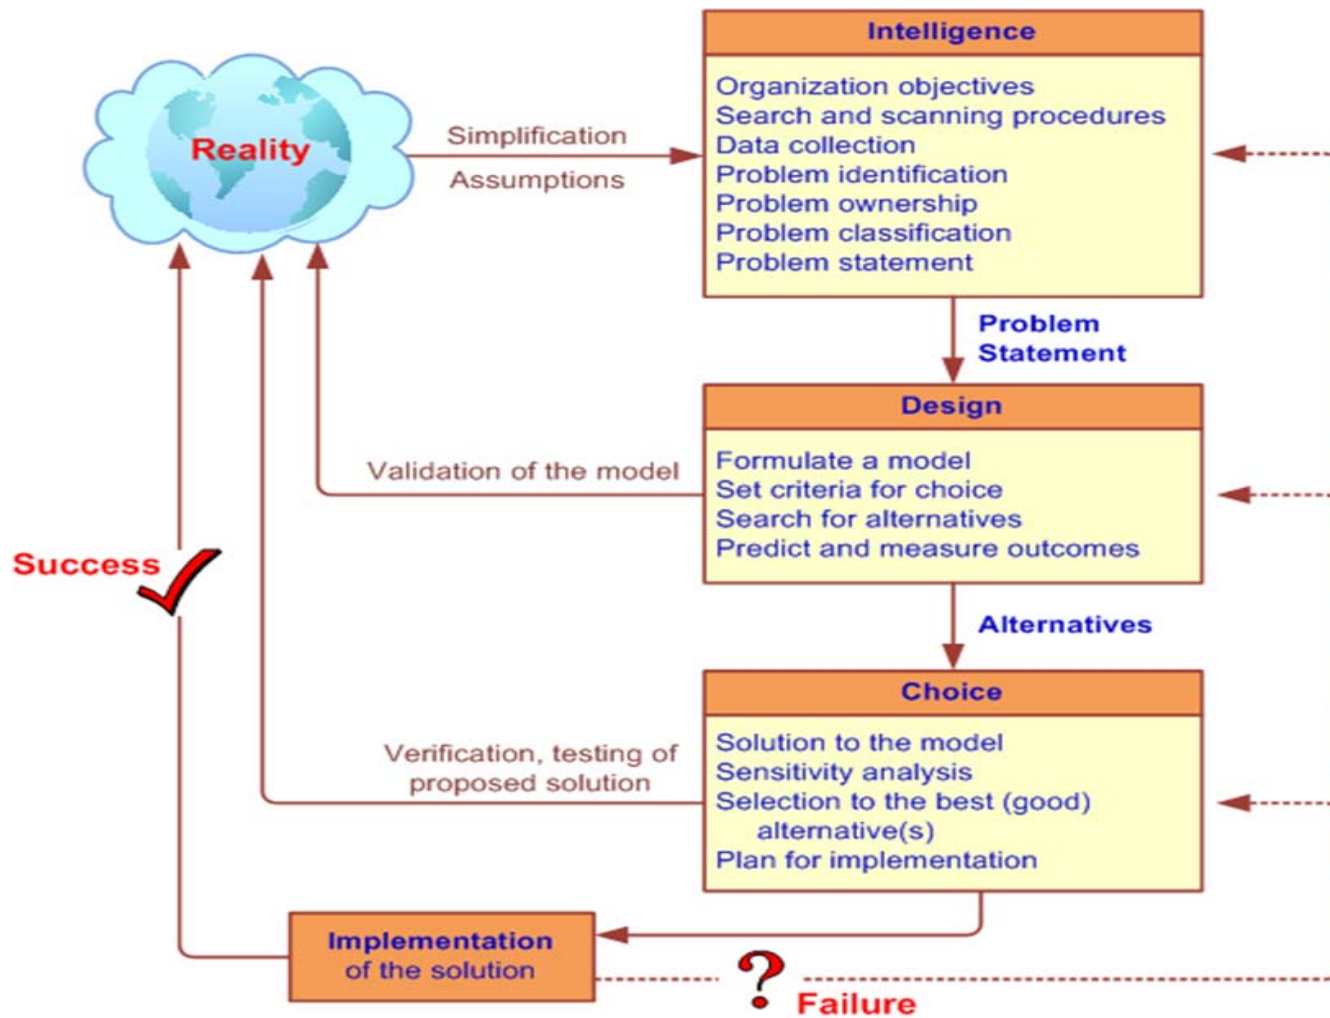 Intelligence
Organization objectives
Search and scanning procedures
Data collection
Problem identification
Problem ownership
Problem classification
Problem statement
Reality
Simplification
Assumptions
Problem
Statement
Design
Formulate a model
Set criteria for choice
Search for alternatives
Predict and measure outcomes
Validation of the model
Success
Alternatives
Choice
Solution to the model
Sensitivity analysis
Selection to the best (good)
alternative(s)
Plan for implementation
Verification, testing of
proposed solution
Implementation
of the solution
?
Failure